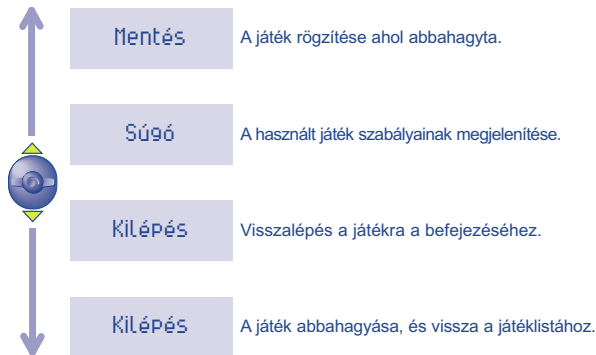 Mentés A játék rögzítése ahol abbahagyta.
Súgó A használt játék szabályainak megjelenítése.
Kilépés Visszalépés a játékra a befejezéséhez.
Kilépés A játék abbahagyása, és vissza a játéklistához.